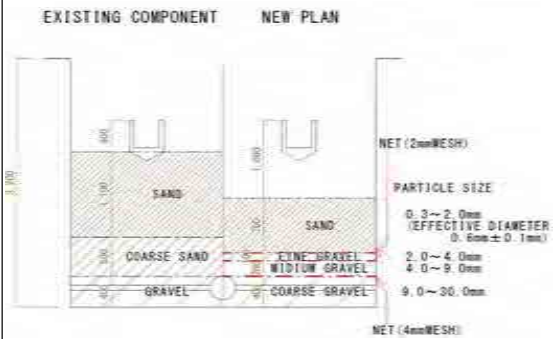 EXISTING COMPONENT NEW PLAN
NET(2mmMESH)
PARTICLE SIZE
SAND
SAND
0.3~2.0mm
(EFFECTIVE DIAMETER
0.6mm±0.1mm)
COARSE SAND
FINE GRAVEL
2.0~4.0mm
MIDIUM GRAVEL
4.0~9.0mm
GRAVEL
COARSE GRAVEL
9.0~30.0mm
NET(4mmMESH)